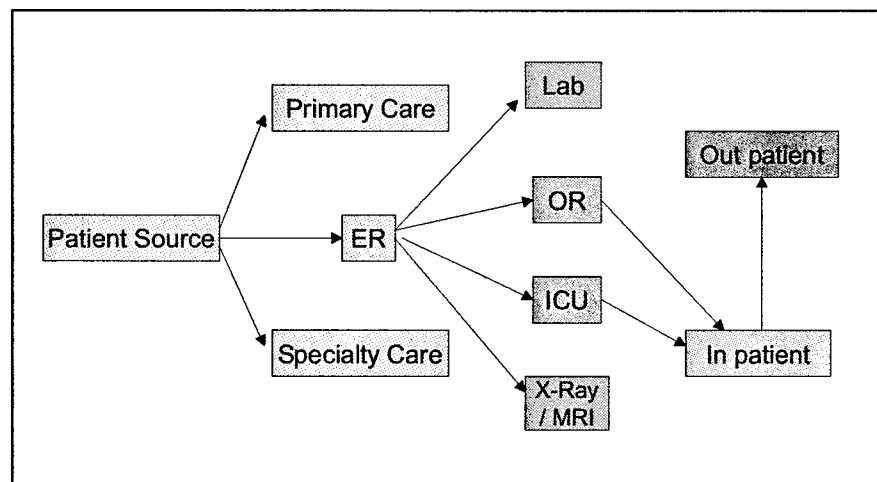 Lab
Primary Care
Out patient
OR
Patient Source
ER
ICU
Specialty Care
In patient
X-Ray
/ MRI